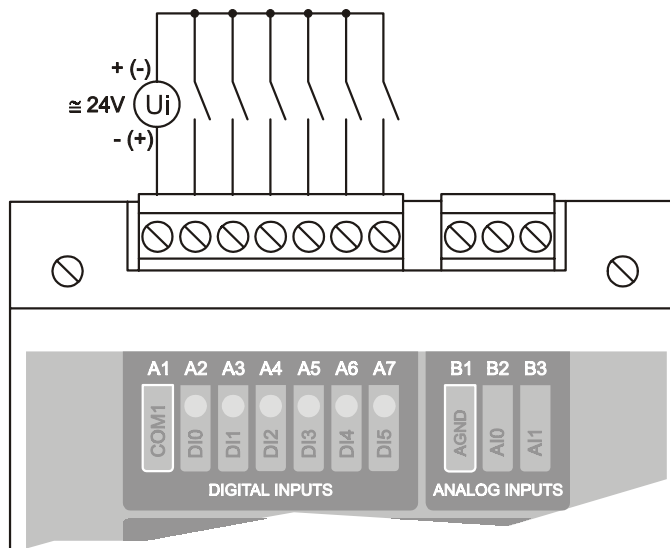 + (-)
≅ 24V Ui
- (+)
A1 A2 A3 A4 A5 A6 A7 B1 B2 B3
COM1 DI0 DI1 DI2 DI3 DI4 DI5 AGND AI0 AI1
DIGITAL INPUTS ANALOG INPUTS